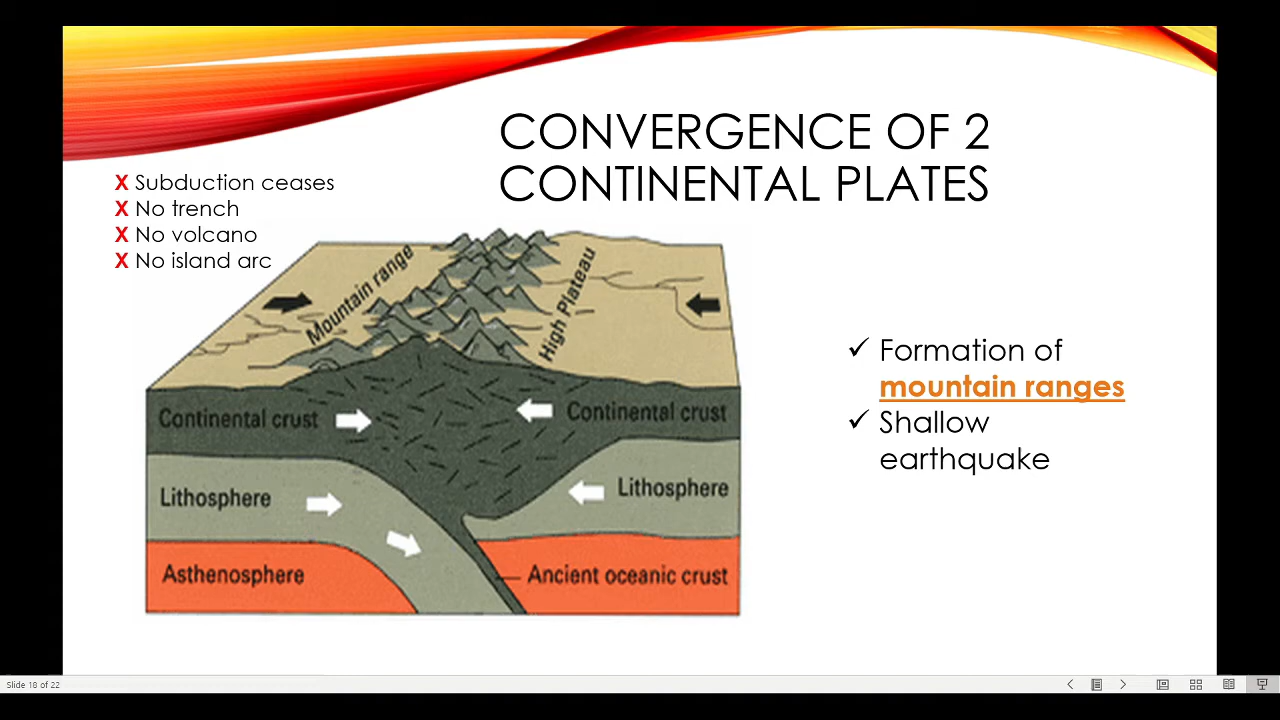 CONVERGENCE OF 2
CONTINENTAL PLATES
X Subduction ceases
X No trench
X No volcano
X No island arc
Mountain range
High Plateau
Continental crust
Continental crust
Lithosphere
Lithosphere
Asthenosphere
Ancient oceanic crust
✓ Formation of
mountain ranges
✓ Shallow
earthquake
Slide 18 of 22